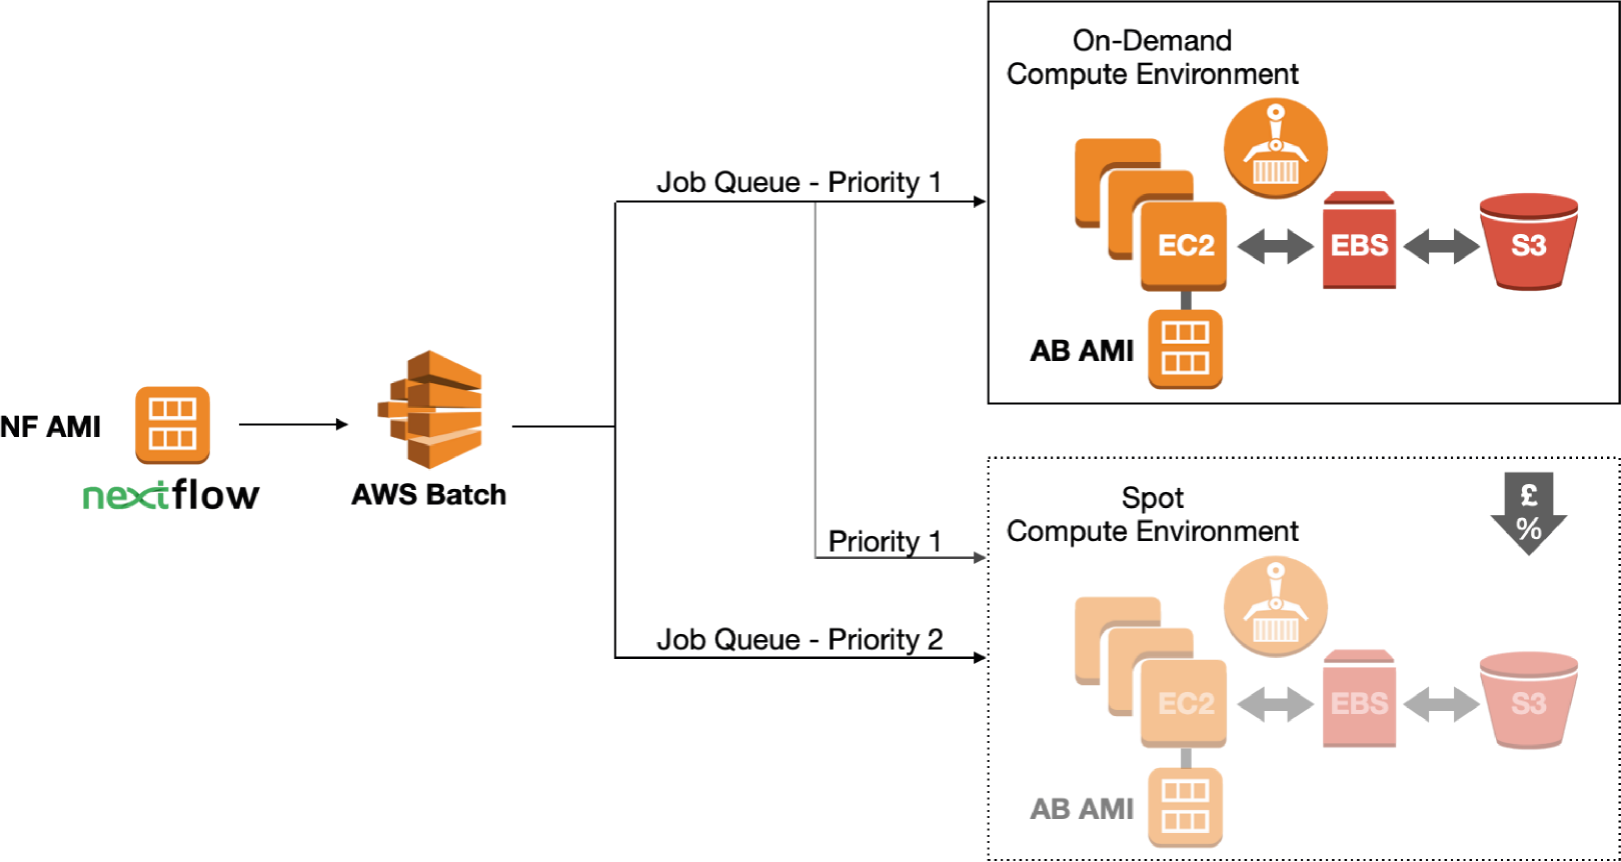 NF AMI
nextflow
AWS Batch
Job Queue - Priority 1
Priority 1
Job Queue - Priority 2
On-Demand
Compute Environment
EC2
EBS
S3
AB AMI
Spot
Compute Environment
£
%
EC2
EBS
S3
AB AMI